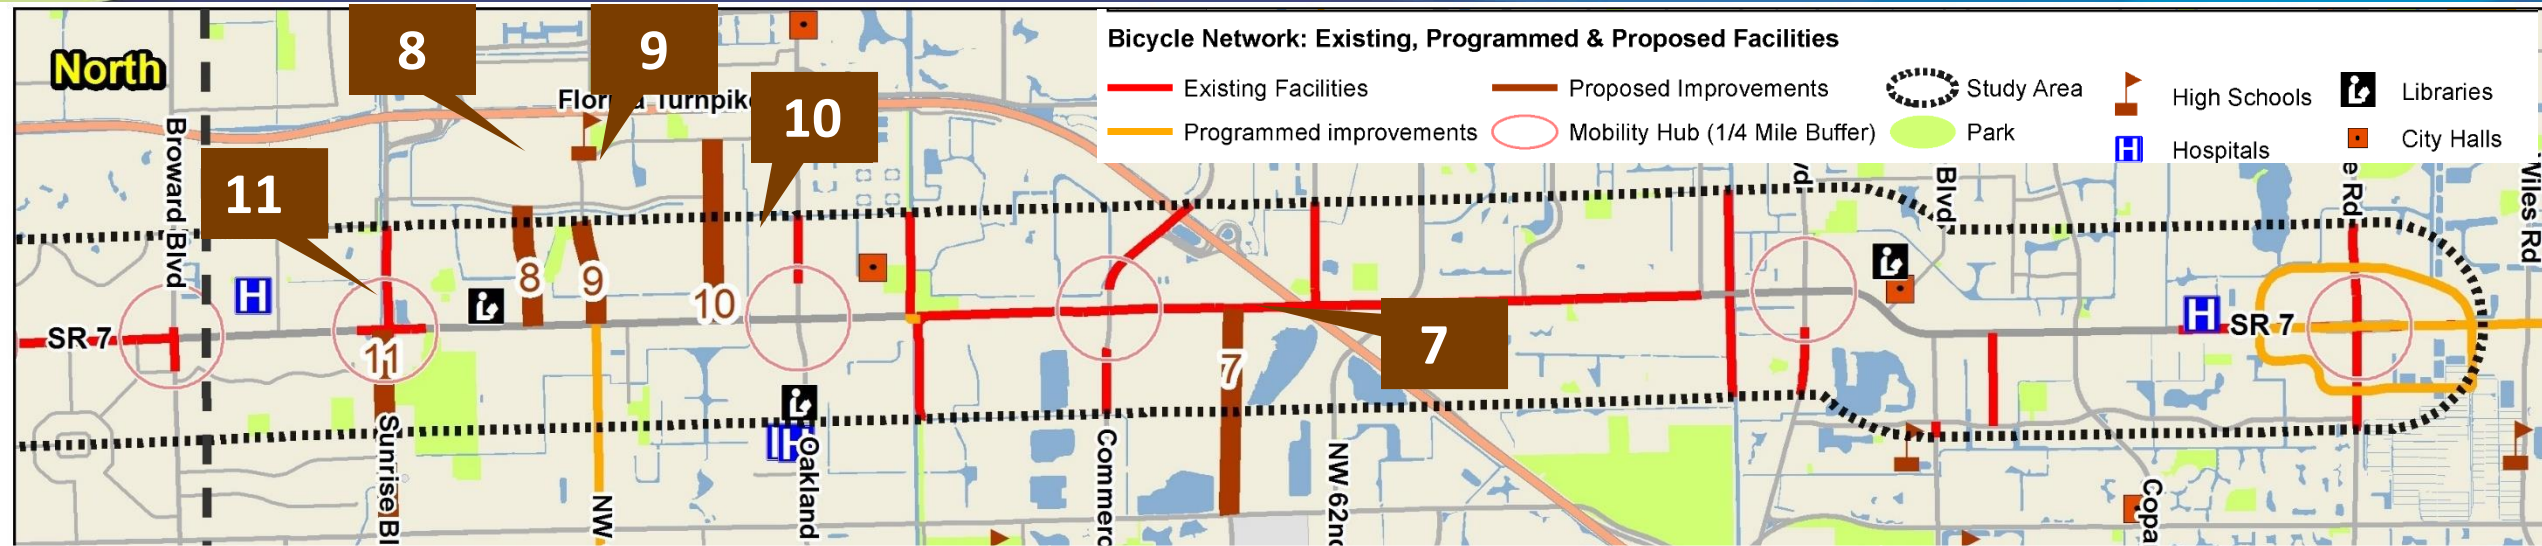 North
8
9
10
11
Florida Turnpike
Bicycle Network: Existing, Programmed & Proposed Facilities
Existing Facilities
Proposed Improvements
Study Area
High Schools
Libraries
Programmed improvements
Mobility Hub (1/4 Mile Buffer)
Park
Hospitals
City Halls
H
H
H
H
Broward Blvd
8
9
10
11
7
7
SR 7
SR 7
Sunrise Bl
NW
Oakland
Commerc
NW 62nd
vd
Blvd
e Rd
Miles Rd
Copa